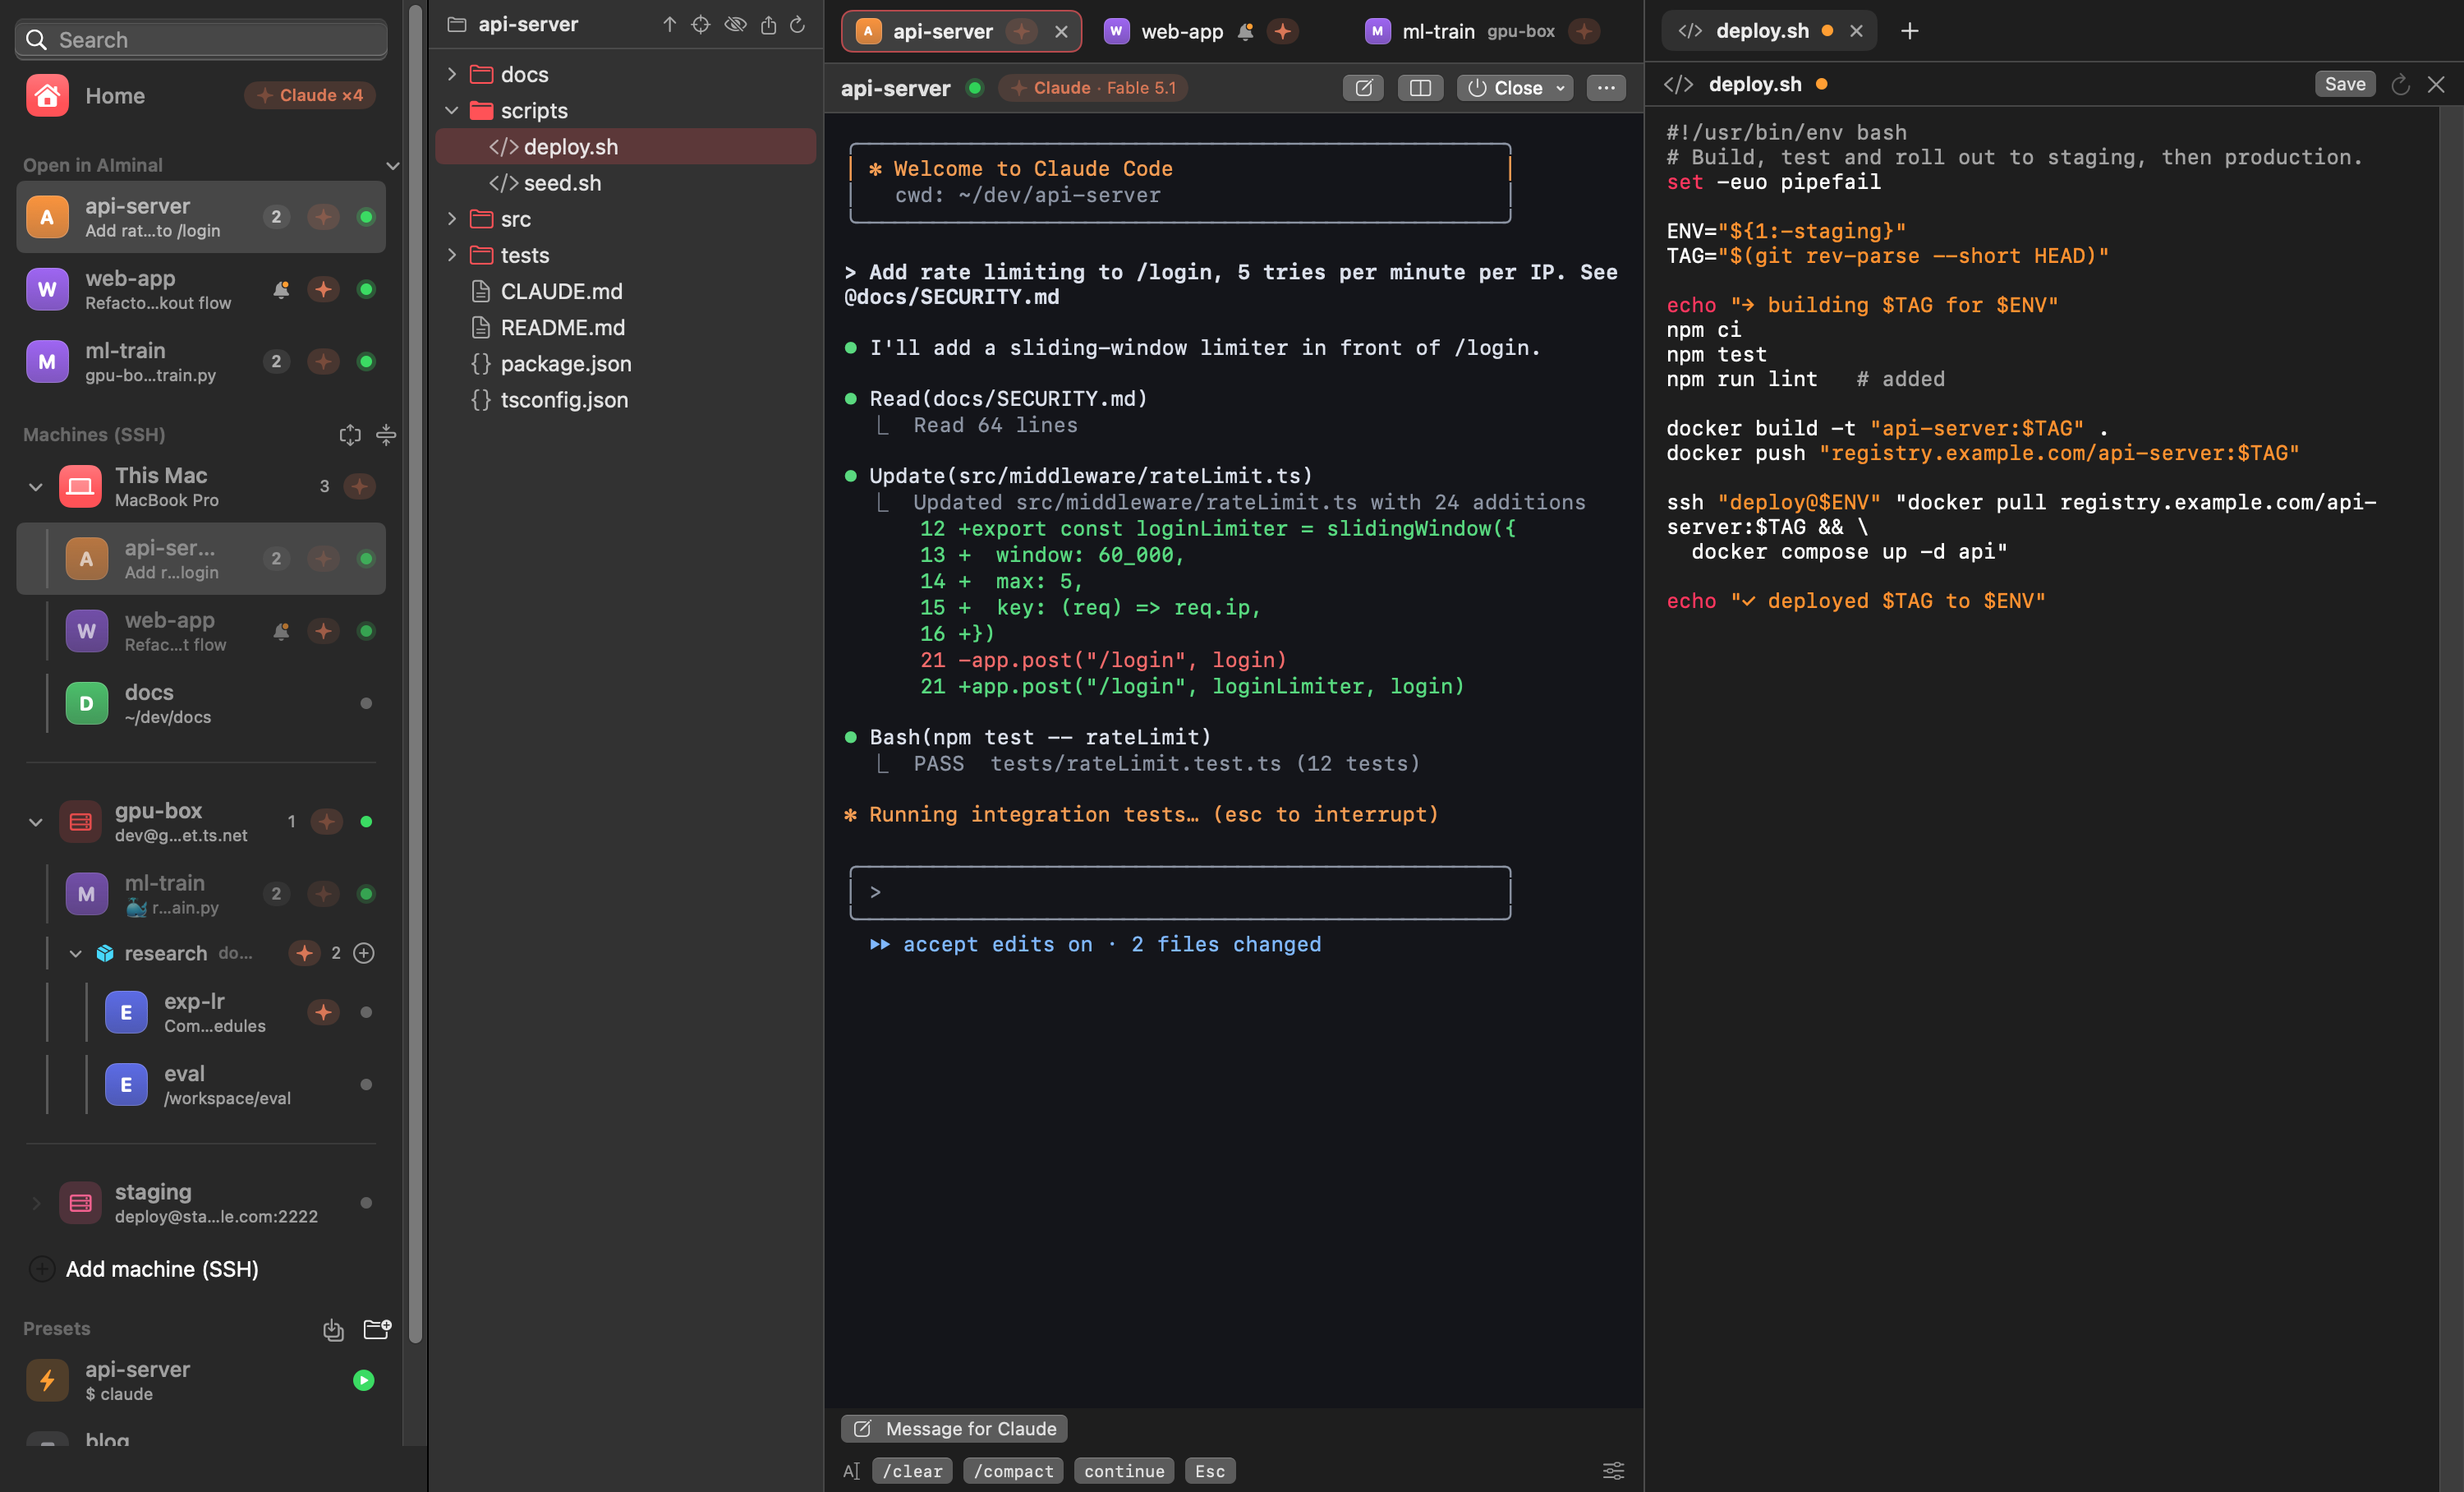 Search
Home
Claude ×4
Open in Alminal
A
api-server
2
Add rat...to /login
W
web-app
Refacto...kout flow
M
ml-train
2
gpu-bo...train.py
Machines (SSH)
This Mac
3
MacBook Pro
A
api-ser...
2
Add r...login
W
web-app
Refac...t flow
D
docs
~/dev/docs
gpu-box
1
dev@g...et.ts.net
M
ml-train
2
r...ain.py
research do...
2
E
exp-lr
Com...edules
E
eval
/workspace/eval
staging
deploy@sta...le.com:2222
Add machine (SSH)
Presets
api-server
$ claude
blog
api-server
docs
scripts
</> deploy.sh
</> seed.sh
src
tests
CLAUDE.md
README.md
{} package.json
{} tsconfig.json
A api-server
W web-app
M ml-train gpu-box
api-server
Claude · Fable 5.1
Close
✻ Welcome to Claude Code
cwd: ~/dev/api-server
> Add rate limiting to /login, 5 tries per minute per IP. See
@docs/SECURITY.md
I'll add a sliding-window limiter in front of /login.
Read(docs/SECURITY.md)
Read 64 lines
Update(src/middleware/rateLimit.ts)
Updated src/middleware/rateLimit.ts with 24 additions
12 +export const loginLimiter = slidingWindow({
13 +  window: 60_000,
14 +  max: 5,
15 +  key: (req) => req.ip,
16 +})
21 -app.post("/login", login)
21 +app.post("/login", loginLimiter, login)
Bash(npm test -- rateLimit)
PASS  tests/rateLimit.test.ts (12 tests)
✻ Running integration tests… (esc to interrupt)
>
accept edits on · 2 files changed
Message for Claude
A /clear /compact continue Esc
</> deploy.sh
</> deploy.sh
Save
#!/usr/bin/env bash
# Build, test and roll out to staging, then production.
set -euo pipefail
ENV="${1:-staging}"
TAG="$(git rev-parse --short HEAD)"
echo "→ building $TAG for $ENV"
npm ci
npm test
npm run lint   # added
docker build -t "api-server:$TAG" .
docker push "registry.example.com/api-server:$TAG"
ssh "deploy@$ENV" "docker pull registry.example.com/api-
server:$TAG && \
docker compose up -d api"
echo "✓ deployed $TAG to $ENV"